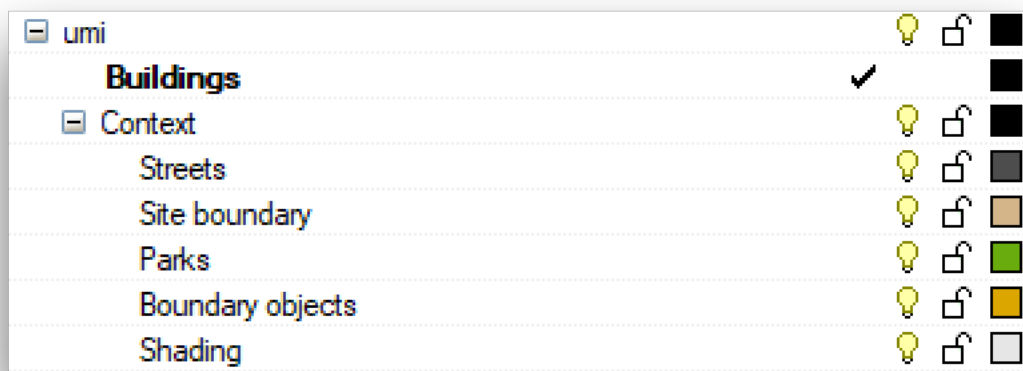 umi
Buildings
Context
Streets
Site boundary
Parks
Boundary objects
Shading